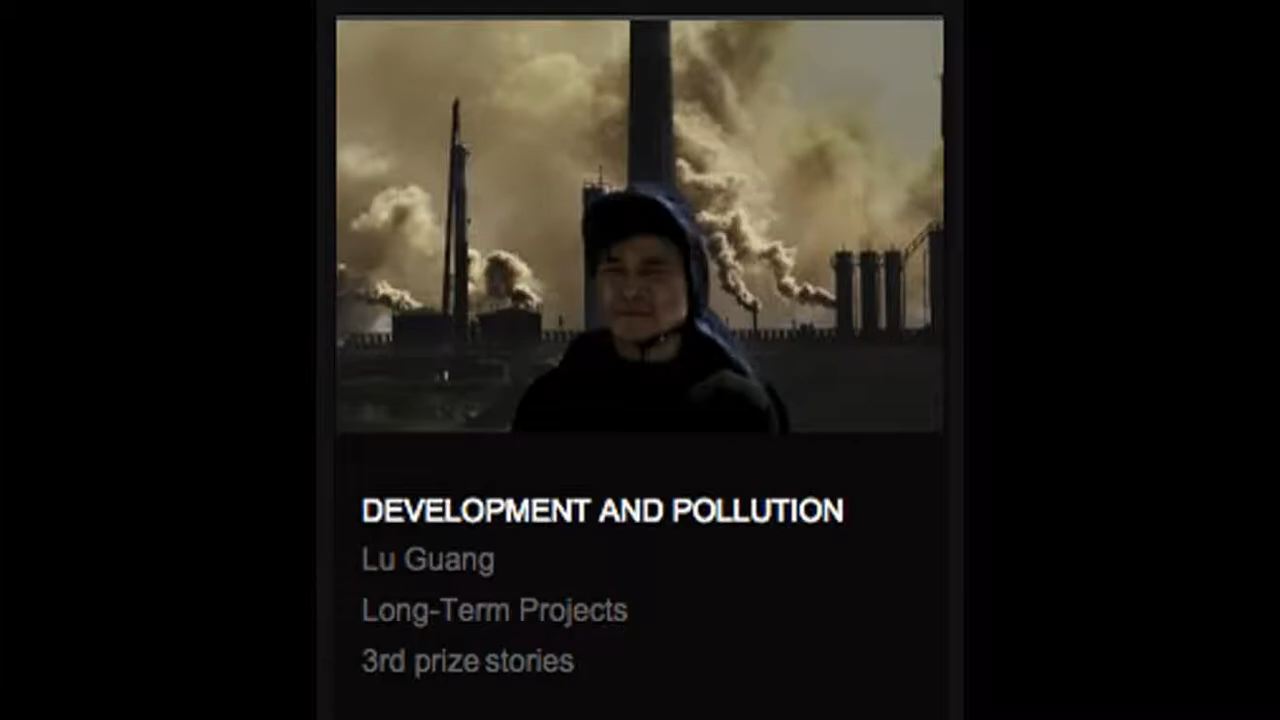 DEVELOPMENT AND POLLUTION
Lu Guang
Long-Term Projects
3rd prize stories